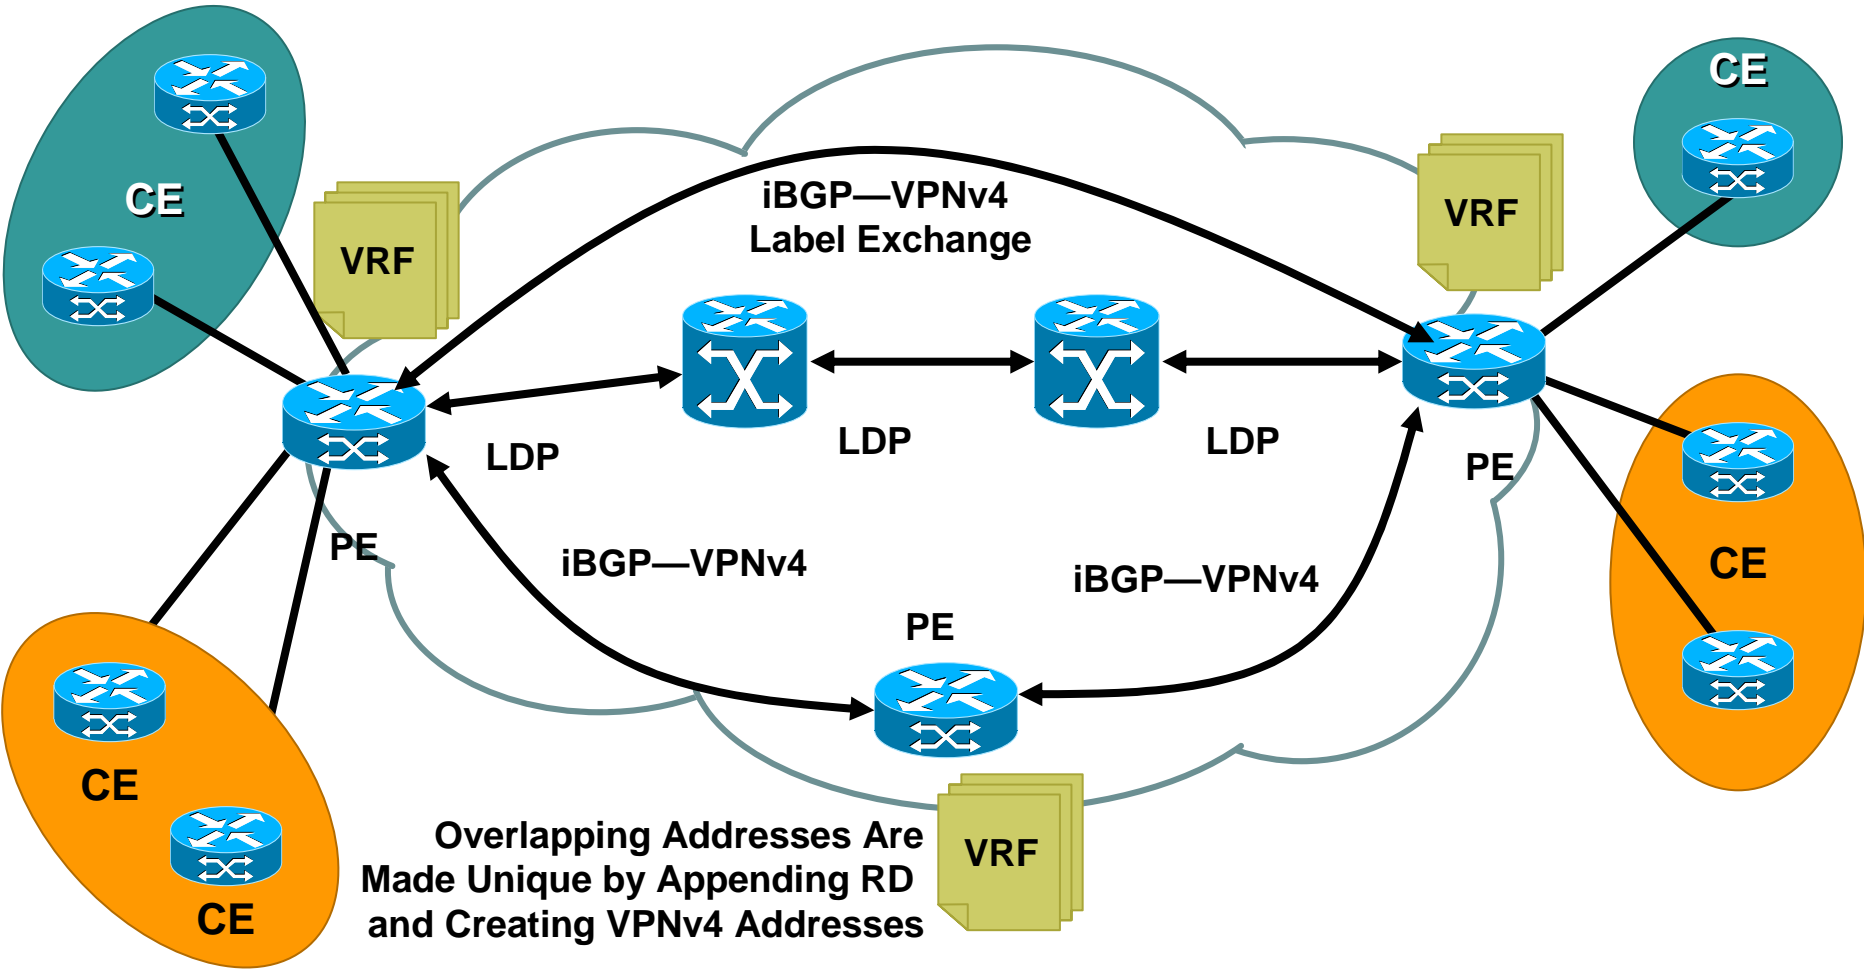 CE
CE
VRF
iBGP—VPNv4
Label Exchange
VRF
LDP
LDP
LDP
PE
PE
iBGP—VPNv4
iBGP—VPNv4
CE
PE
CE
CE
Overlapping Addresses Are
Made Unique by Appending RD
and Creating VPNv4 Addresses
VRF